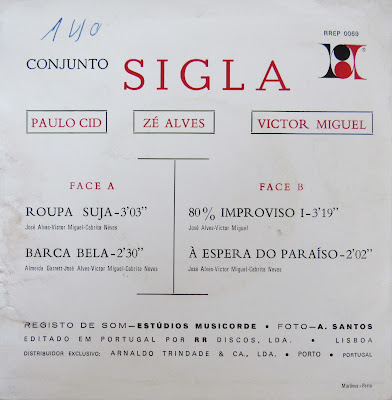 140
RREP 0069
CONJUNTO SIGLA
PAULO CID ZÉ ALVES VICTOR MIGUEL
FACE A
ROUPA SUJA-3'03"
José Alves-Victor Miguel-Cabrita Neves
BARCA BELA-2'30"
Almeida Garrett-José Alves-Victor Miguel-Cabrita Neves
FACE B
80% IMPROVISO I-3'19"
José Alves-Victor Miguel
À ESPERA DO PARAÍSO-2'02"
José Alves-Victor Miguel-Cabrita Neves
REGISTO DE SOM—ESTÚDIOS MUSICORDE • FOTO—A. SANTOS
EDITADO EM PORTUGAL POR RR DISCOS, LDA. • LISBOA
DISTRIBUIDOR EXCLUSIVO: ARNALDO TRINDADE & CA., LDA. • PORTO • PORTUGAL